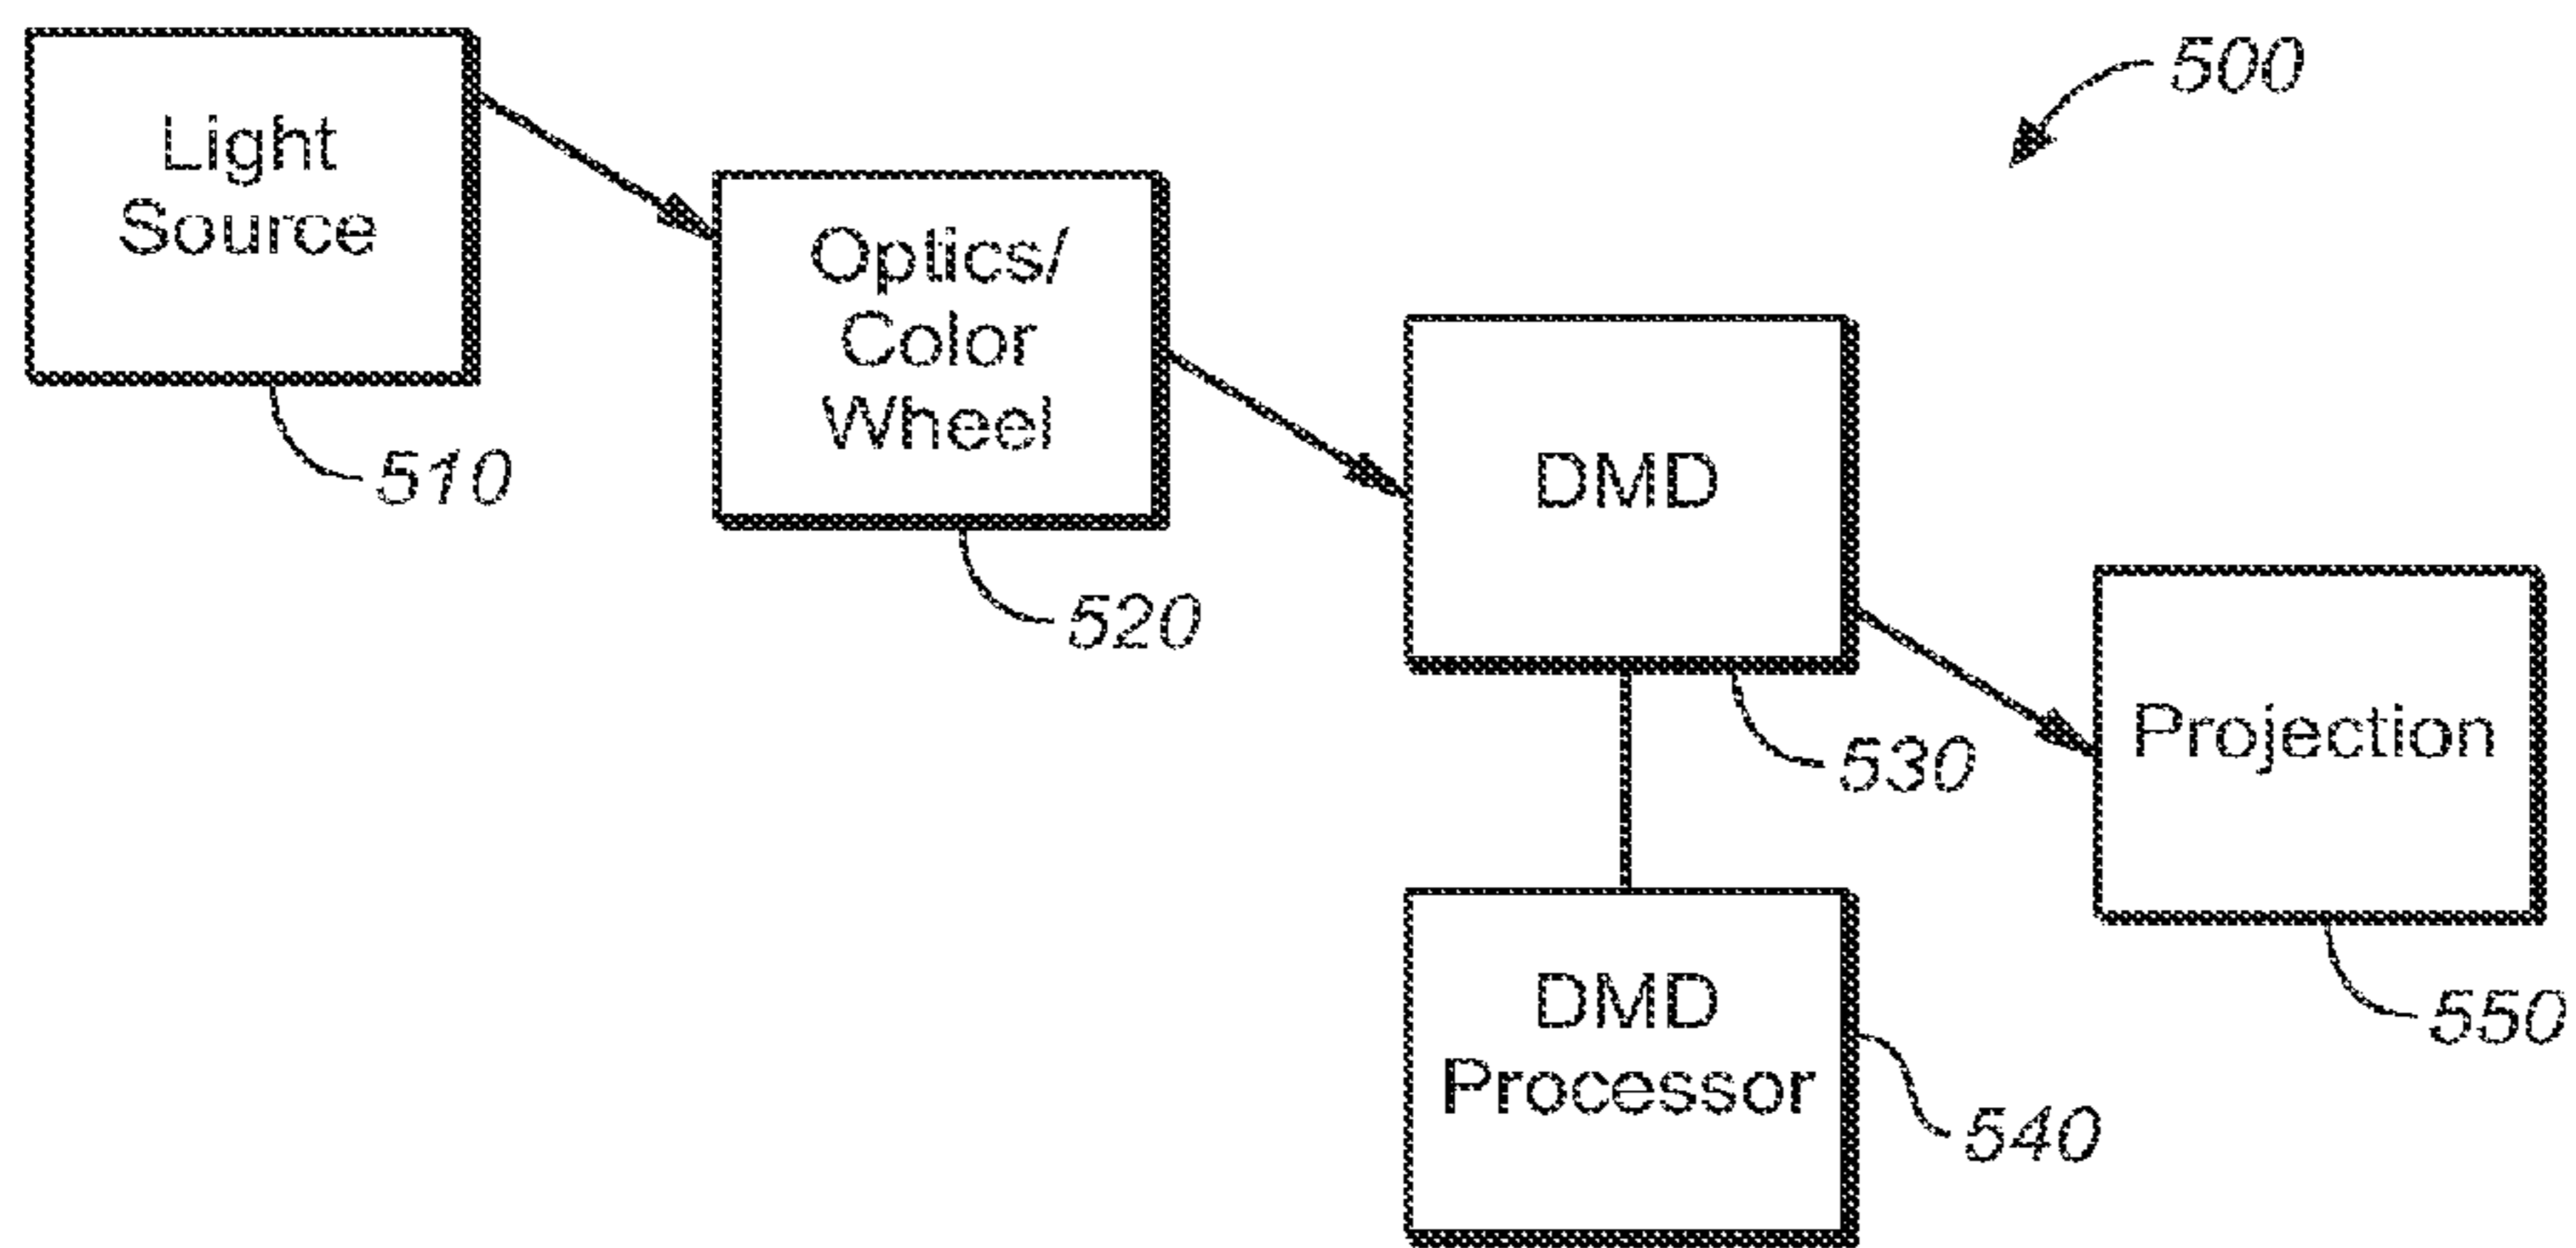 500
Light
Source
510
Optics/
Color
Wheel
520
DMD
530
Projection
550
DMD
Processor
540